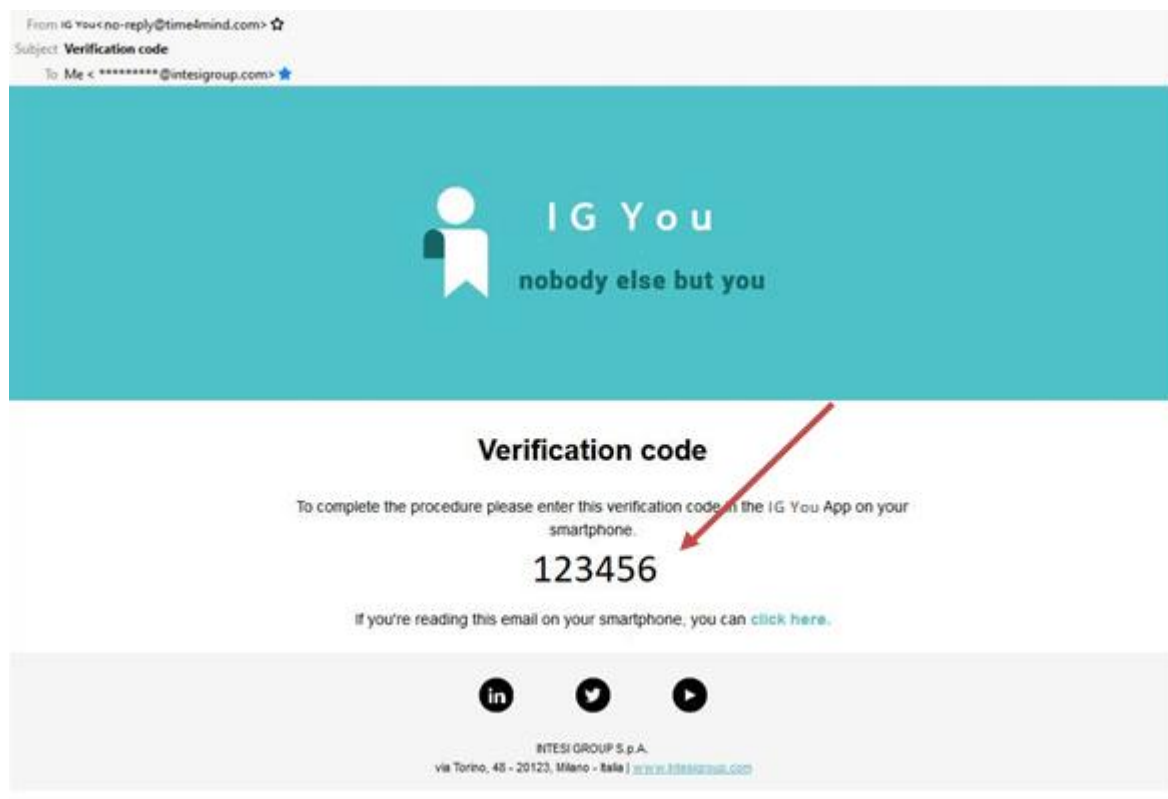 From IG You<no-reply@time4mind.com>
Subject Verification code
To Me < *********@intesigroup.com>
IG You
nobody else but you
Verification code
To complete the procedure please enter this verification code in the IG You App on your
smartphone.
123456
If you're reading this email on your smartphone, you can click here.
in
INTESI GROUP S.p.A.
via Torino, 48 - 20123, Milano - Italia | www.intesigroup.com